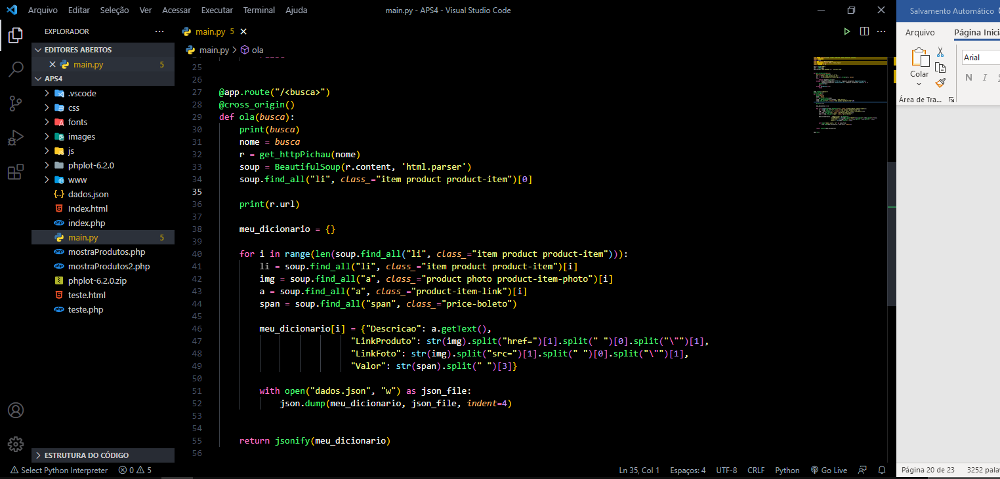 Arquivo Editar Seleção Ver Acessar Executar Terminal Ajuda
main.py - APS4 - Visual Studio Code
Salvamento Automático
EXPLORADOR
EDITORES ABERTOS
main.py 5
APS4
.vscode
css
fonts
images
js
phplot-6.2.0
www
dados.json
Index.html
index.php
main.py 5
mostraProdutos.php
mostraProdutos2.php
phplot-6.2.0.zip
teste.html
teste.php
ESTRUTURA DO CÓDIGO
main.py 5
main.py > ola
25
26
27 @app.route("/<busca>")
28 @cross_origin()
29 def ola(busca):
30 print(busca)
31 nome = busca
32 r = get_httpPichau(nome)
33 soup = BeautifulSoup(r.content, 'html.parser')
34 soup.find_all("li", class_="item product product-item")[0]
35
36 print(r.url)
37
38 meu_dicionario = {}
39
40 for i in range(len(soup.find_all("li", class_="item product product-item"))):
41 li = soup.find_all("li", class_="item product product-item")[i]
42 img = soup.find_all("a", class_="product photo product-item-photo")[i]
43 a = soup.find_all("a", class_="product-item-link")[i]
44 span = soup.find_all("span", class_="price-boleto")
45
46 meu_dicionario[i] = {"Descricao": a.getText(),
47 "LinkProduto": str(img).split("href=")[1].split(" ")[0].split("\"")[1],
48 "LinkFoto": str(img).split("src=")[1].split(" ")[0].split("\"")[1],
49 "Valor": str(span).split(" ")[3]}
50
51 with open("dados.json", "w") as json_file:
52 json.dump(meu_dicionario, json_file, indent=4)
53
54
55 return jsonify(meu_dicionario)
56
Select Python Interpreter 0 5
Ln 35, Col 1 Espaços: 4 UTF-8 CRLF Python Go Live
Arquivo Página Inici
Colar
Arial
N I S
Área de Tra...
Página 20 de 23 3252 palav